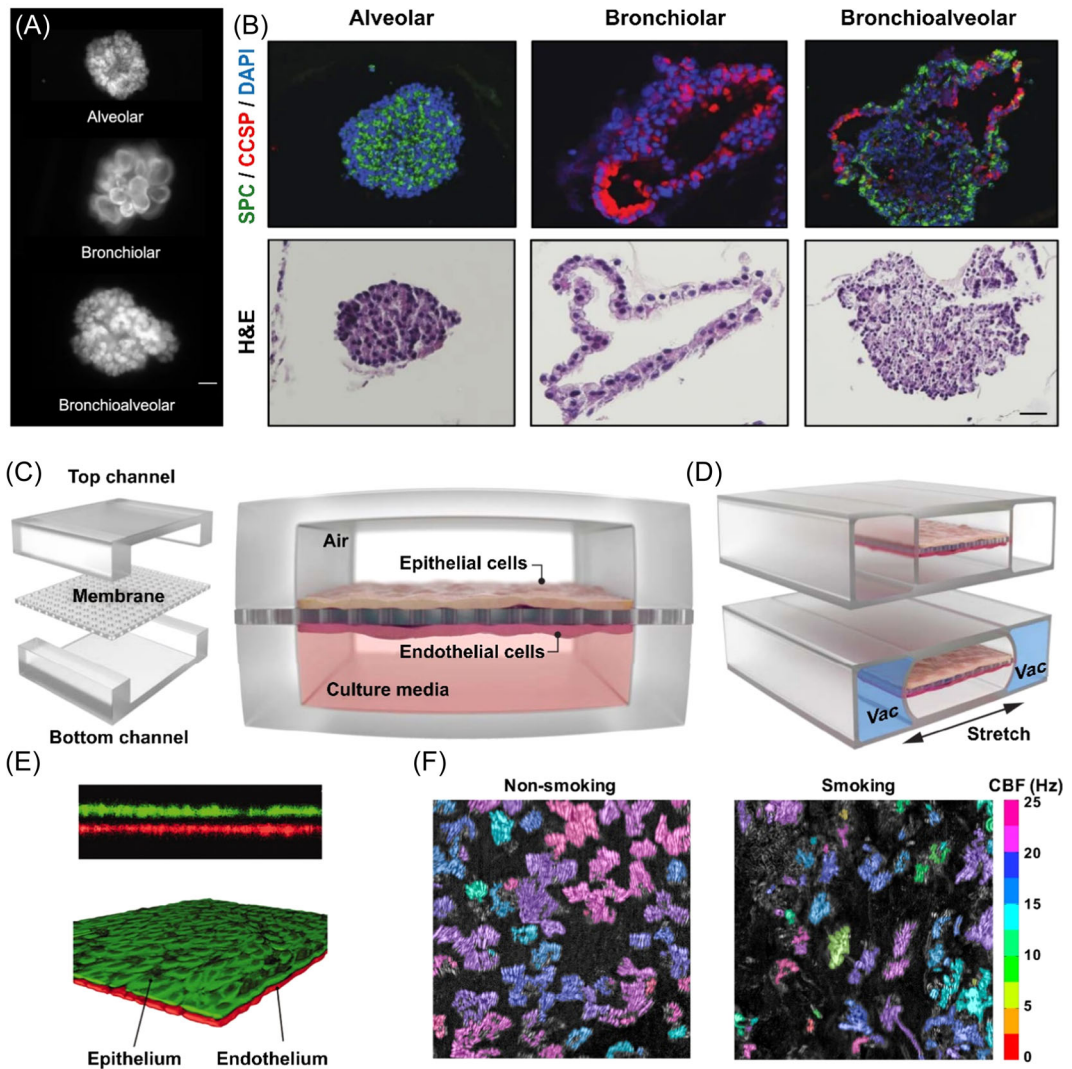 (A)
Alveolar
Bronchiolar
Bronchioalveolar
(B)
Alveolar
Bronchiolar
Bronchioalveolar
SPC / CCSP / DAPI
H&E
(C)
Top channel
Membrane
Bottom channel
Air
Epithelial cells
Endothelial cells
Culture media
(D)
Vac
Vac
Stretch
(E)
Epithelium
Endothelium
(F)
Non-smoking
Smoking
CBF (Hz)
25
20
15
10
5
0